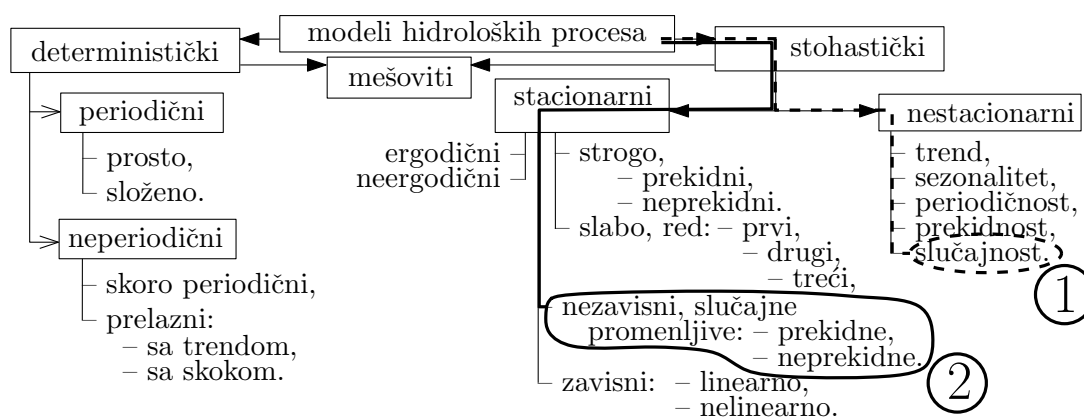 modeli hidroloških procesa
deterministički
stohastički
mešoviti
periodični
– prosto,
– složeno.
neperiodični
– skoro periodični,
– prelazni:
– sa trendom,
– sa skokom.
stacionarni
ergodični
neergodični
– strogo,
– prekidni,
– neprekidni.
– slabo, red: – prvi,
– drugi,
– treći,
– nezavisni, slučajne
promenljive: – prekidne,
– neprekidne.
2
– zavisni: – linearno,
– nelinearno.
nestacionarni
– trend,
– sezonalitet,
– periodičnost,
– prekidnost,
– slučajnost.
1